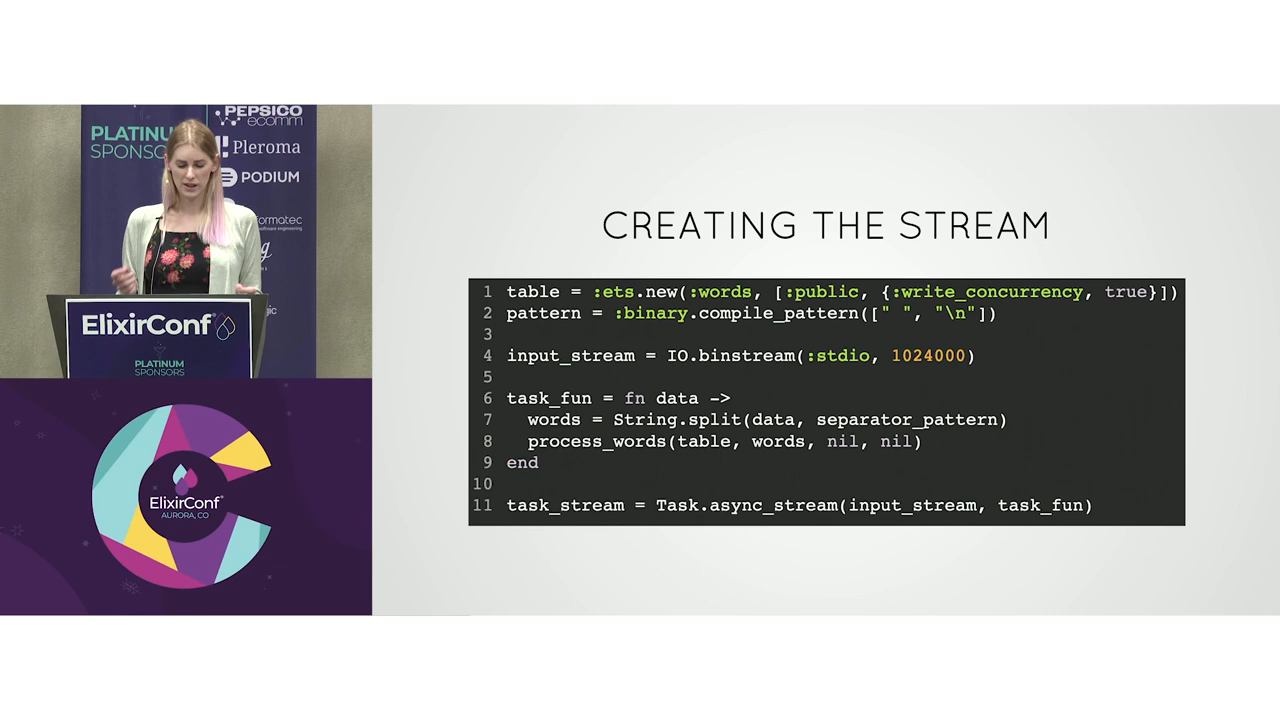 PLATINU
SPONSO
PEPSICO
ecomm
Pleroma
PODIUM
ElixirConf
PLATINUM
SPONSORS
ElixirConf
AURORA, CO
CREATING THE STREAM
1 table = :ets.new(:words, [:public, {:write_concurrency, true}])
2 pattern = :binary.compile_pattern([" ", "\n"])
3
4 input_stream = IO.binstream(:stdio, 1024000)
5
6 task_fun = fn data ->
7   words = String.split(data, separator_pattern)
8   process_words(table, words, nil, nil)
9 end
10
11 task_stream = Task.async_stream(input_stream, task_fun)